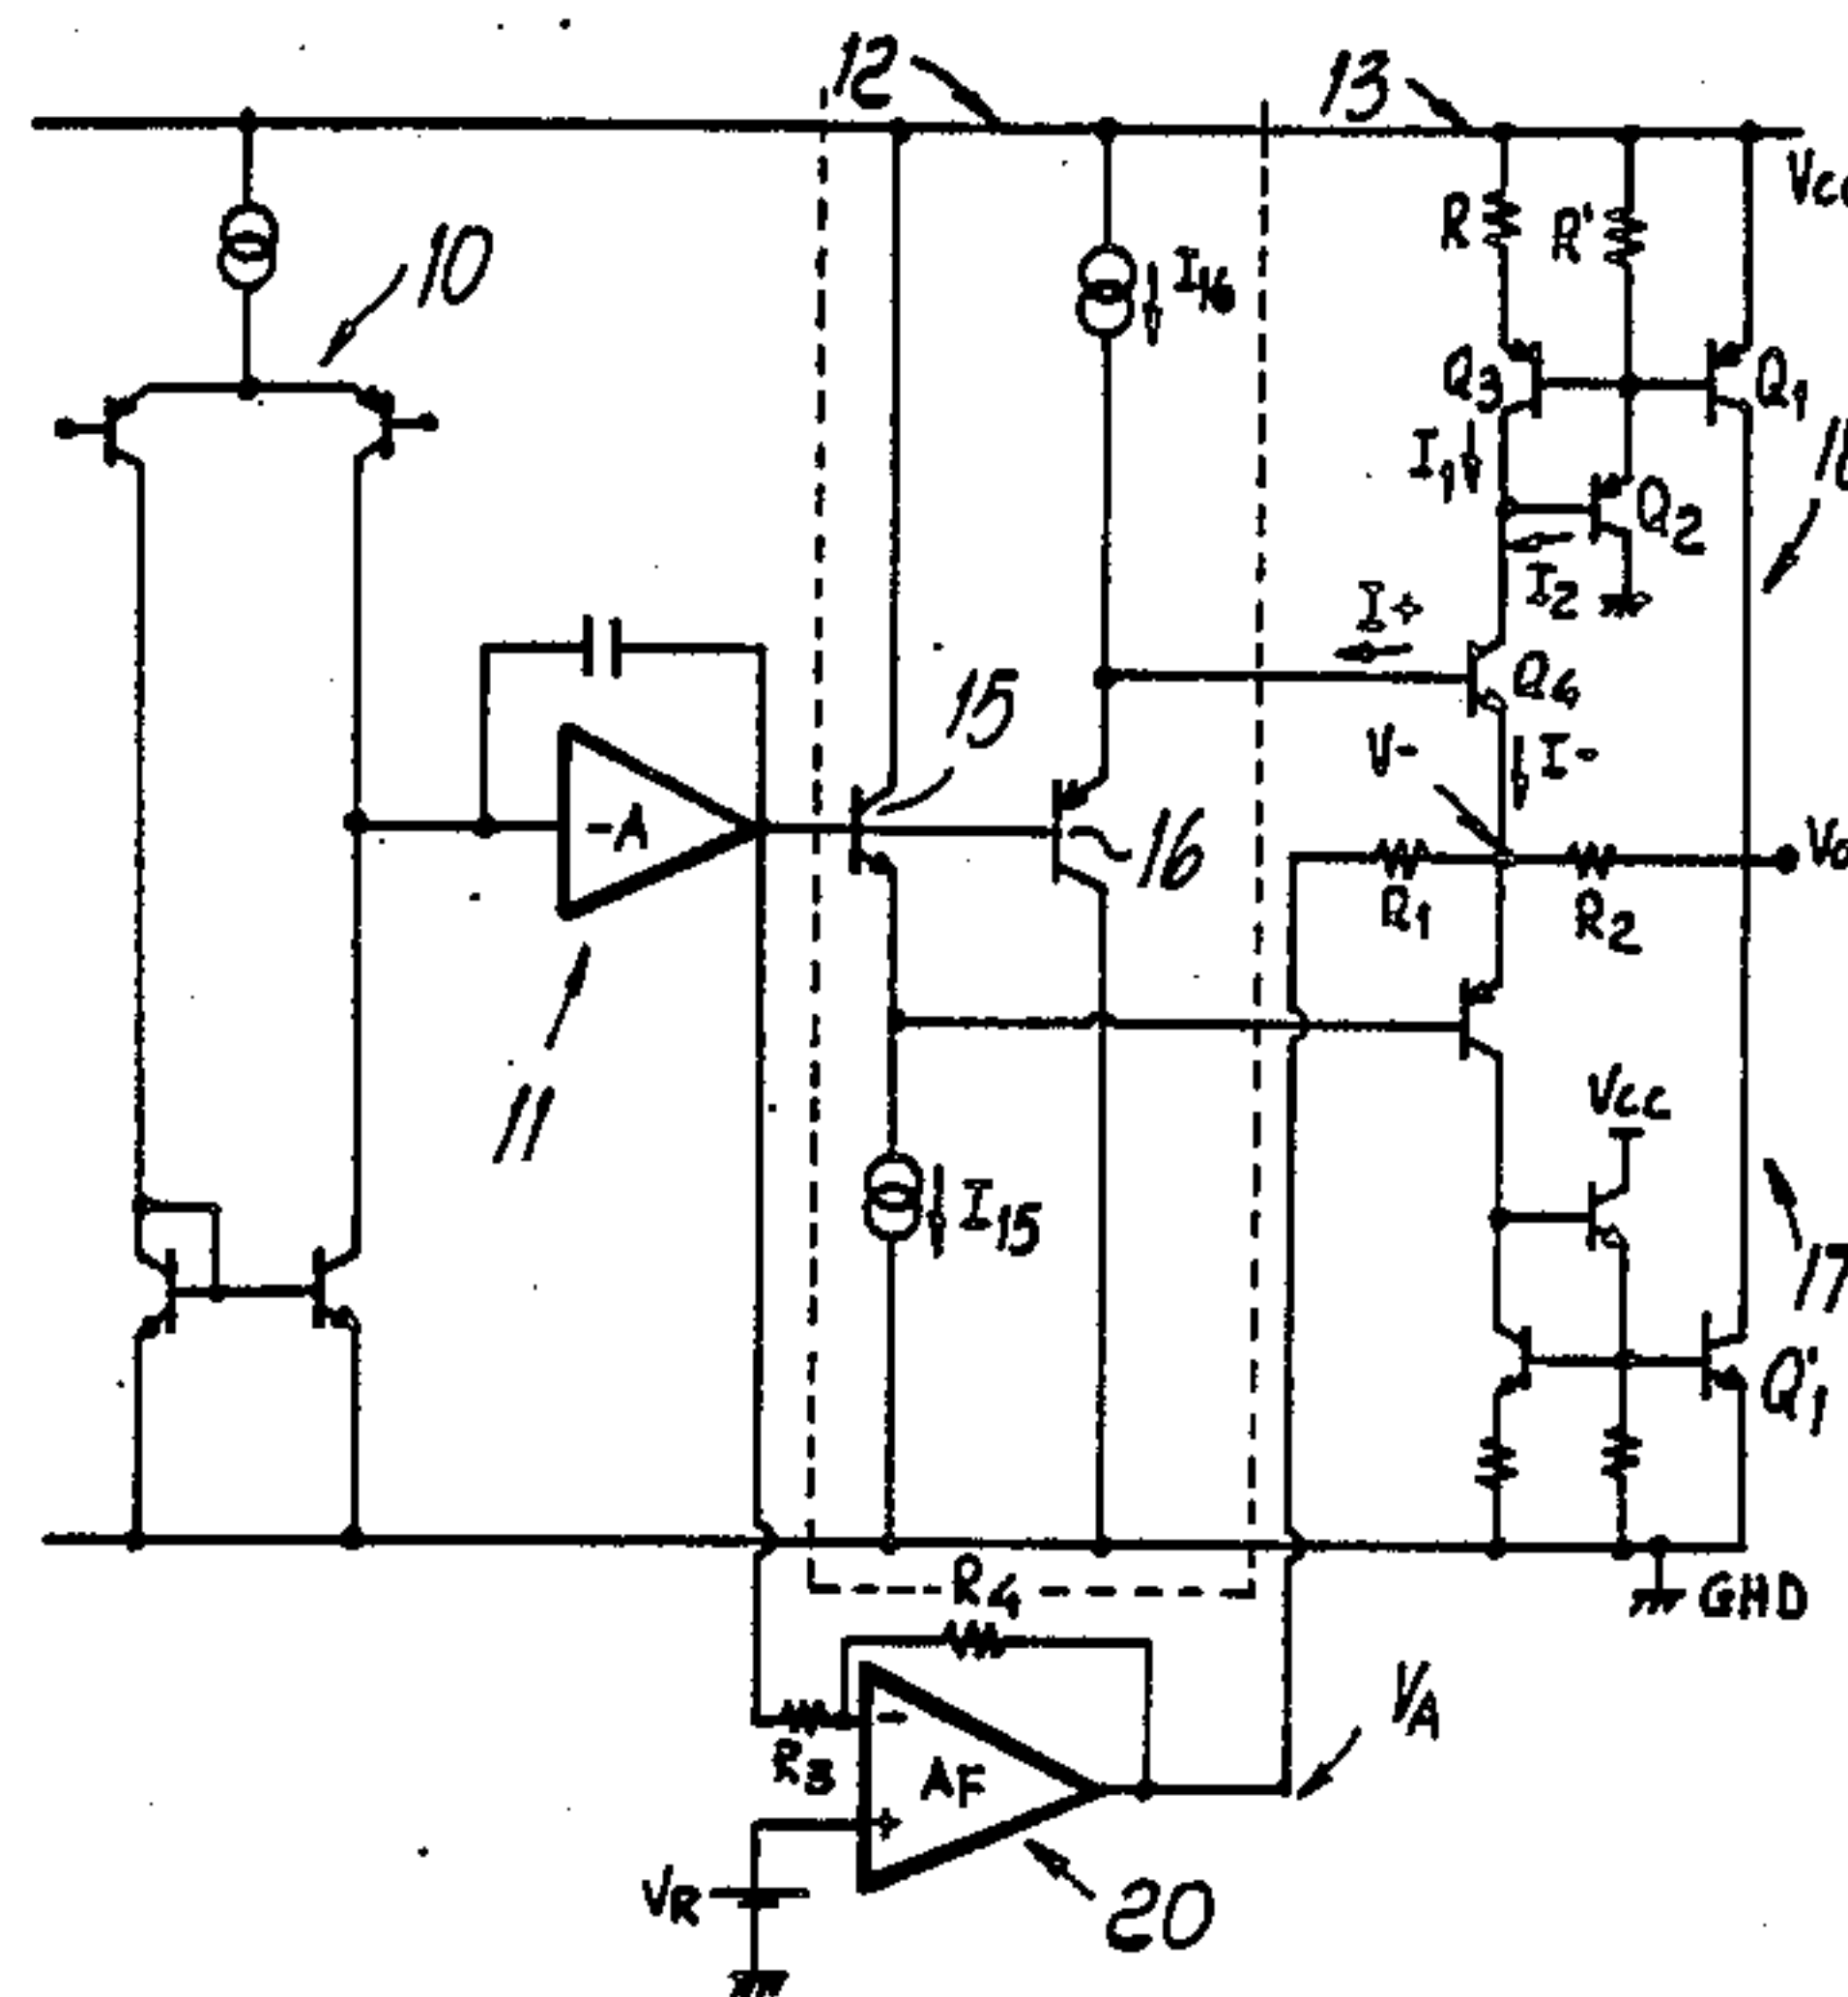 12
13
VCC
10
R
R'
I16
Q3
Q1
I1
Q2
I2
I+
Q4
15
V-
I-
-A
16
Vo
R1
R2
11
VCC
I15
17
Q'1
R4
GND
VA
R3
-
AF
+
VR
20